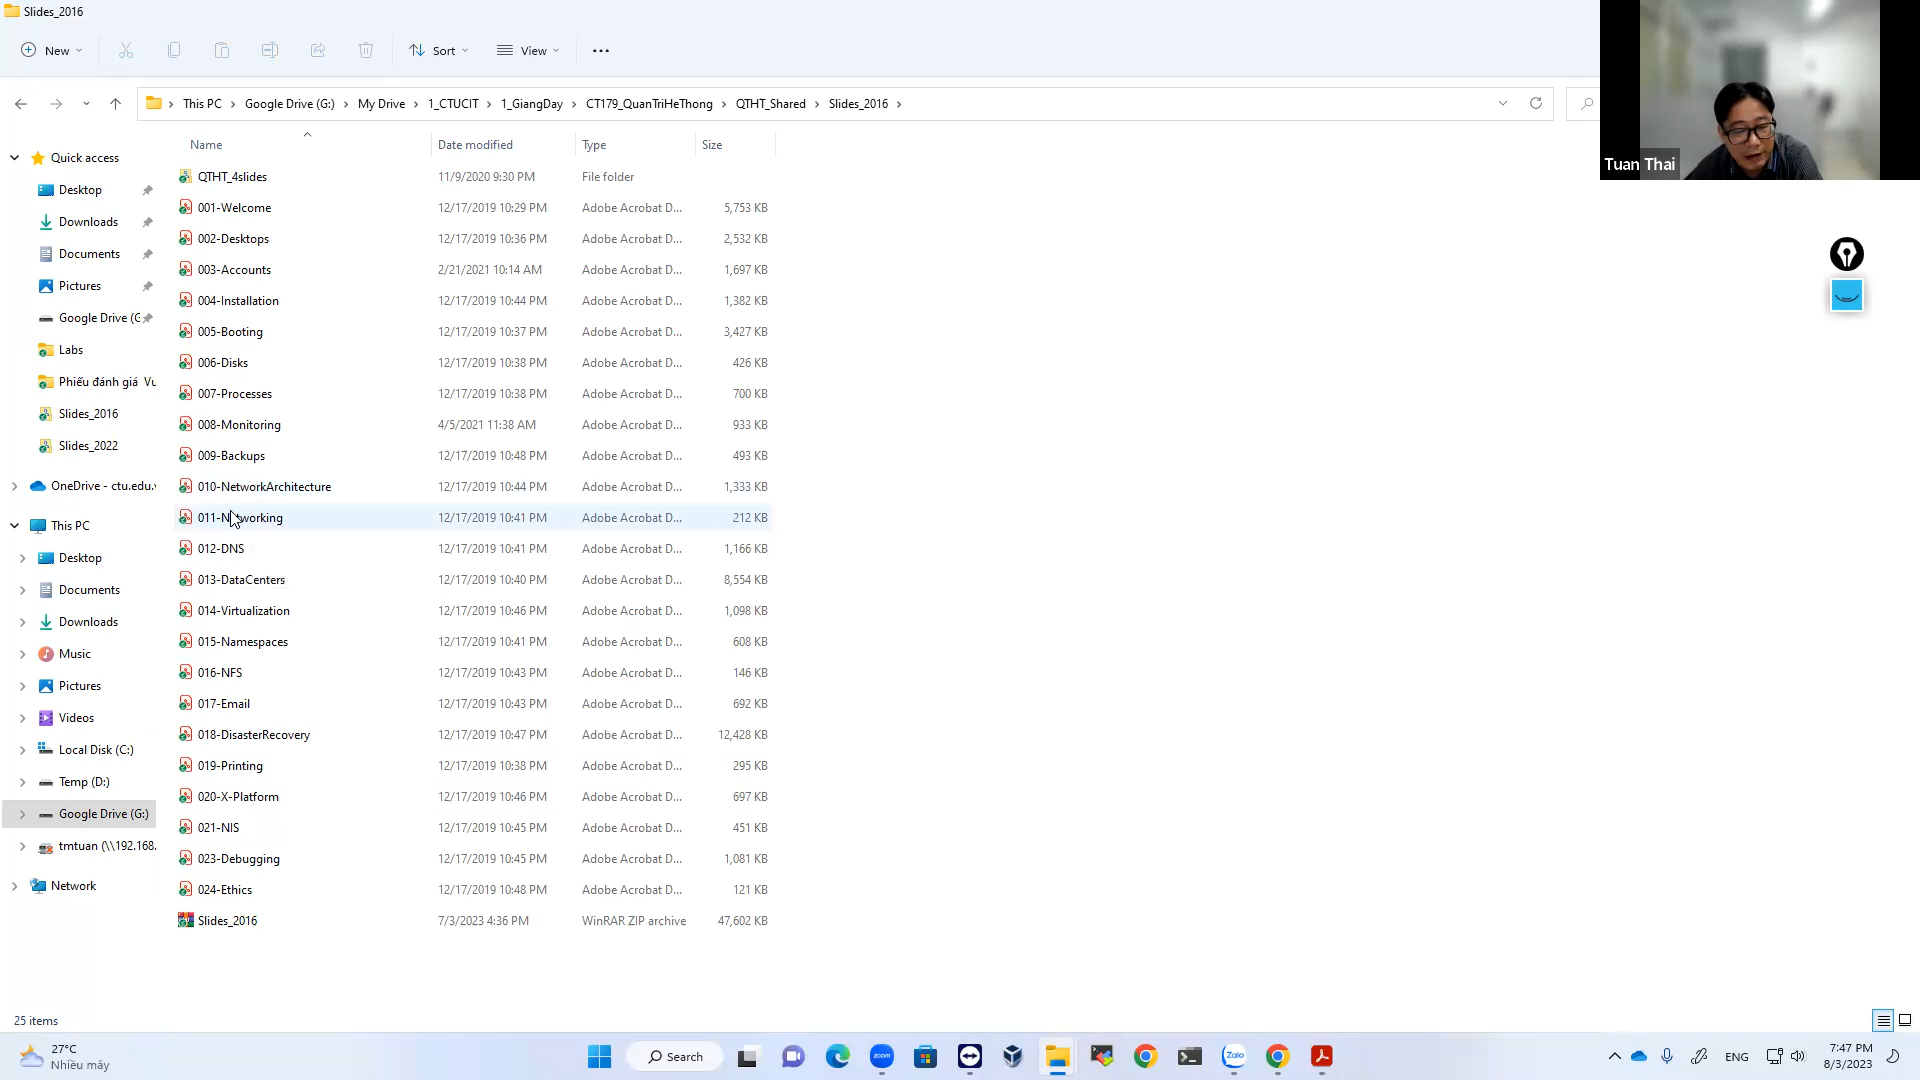 Slides_2016
New
Sort
View
This PC
Google Drive (G:)
My Drive
1_CTUCIT
1_GiangDay
CT179_QuanTriHeThong
QTHT_Shared
Slides_2016
Tuan Thai
Name Date modified Type Size
Quick access
Desktop
Downloads
Documents
Pictures
Google Drive (G
Labs
Phiếu đánh giá Vu
Slides_2016
Slides_2022
OneDrive - ctu.edu.v
This PC
Desktop
Documents
Downloads
Music
Pictures
Videos
Local Disk (C:)
Temp (D:)
Google Drive (G:)
tmtuan (\\192.168.
Network
QTHT_4slides 11/9/2020 9:30 PM File folder
001-Welcome 12/17/2019 10:29 PM Adobe Acrobat D... 5,753 KB
002-Desktops 12/17/2019 10:36 PM Adobe Acrobat D... 2,532 KB
003-Accounts 2/21/2021 10:14 AM Adobe Acrobat D... 1,697 KB
004-Installation 12/17/2019 10:44 PM Adobe Acrobat D... 1,382 KB
005-Booting 12/17/2019 10:37 PM Adobe Acrobat D... 3,427 KB
006-Disks 12/17/2019 10:38 PM Adobe Acrobat D... 426 KB
007-Processes 12/17/2019 10:38 PM Adobe Acrobat D... 700 KB
008-Monitoring 4/5/2021 11:38 AM Adobe Acrobat D... 933 KB
009-Backups 12/17/2019 10:48 PM Adobe Acrobat D... 493 KB
010-NetworkArchitecture 12/17/2019 10:44 PM Adobe Acrobat D... 1,333 KB
011-Networking 12/17/2019 10:41 PM Adobe Acrobat D... 212 KB
012-DNS 12/17/2019 10:41 PM Adobe Acrobat D... 1,166 KB
013-DataCenters 12/17/2019 10:40 PM Adobe Acrobat D... 8,554 KB
014-Virtualization 12/17/2019 10:46 PM Adobe Acrobat D... 1,098 KB
015-Namespaces 12/17/2019 10:41 PM Adobe Acrobat D... 608 KB
016-NFS 12/17/2019 10:43 PM Adobe Acrobat D... 146 KB
017-Email 12/17/2019 10:43 PM Adobe Acrobat D... 692 KB
018-DisasterRecovery 12/17/2019 10:47 PM Adobe Acrobat D... 12,428 KB
019-Printing 12/17/2019 10:38 PM Adobe Acrobat D... 295 KB
020-X-Platform 12/17/2019 10:46 PM Adobe Acrobat D... 697 KB
021-NIS 12/17/2019 10:45 PM Adobe Acrobat D... 451 KB
023-Debugging 12/17/2019 10:45 PM Adobe Acrobat D... 1,081 KB
024-Ethics 12/17/2019 10:48 PM Adobe Acrobat D... 121 KB
Slides_2016 7/3/2023 4:36 PM WinRAR ZIP archive 47,602 KB
25 items
27°C
Nhiều mây
Search
zoom
Zalo
ENG
7:47 PM
8/3/2023